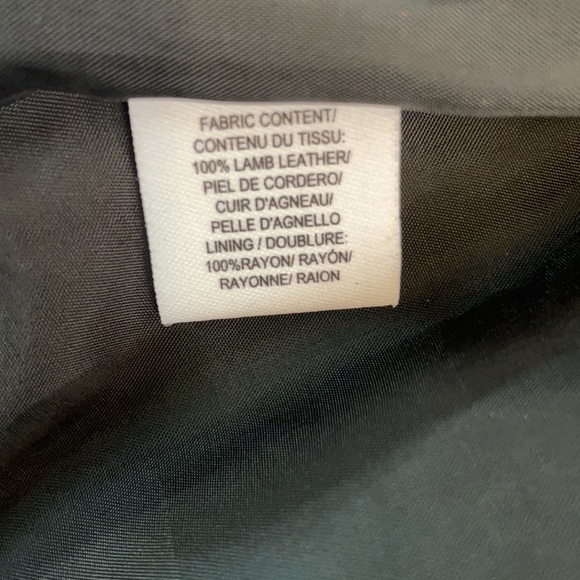 FABRIC CONTENT/
CONTENU DU TISSU:
100% LAMB LEATHER/
PIEL DE CORDERO/
CUIR D'AGNEAU/
PELLE D'AGNELLO
LINING / DOUBLURE:
100%RAYON/ RAYÓN/
RAYONNE/ RAION